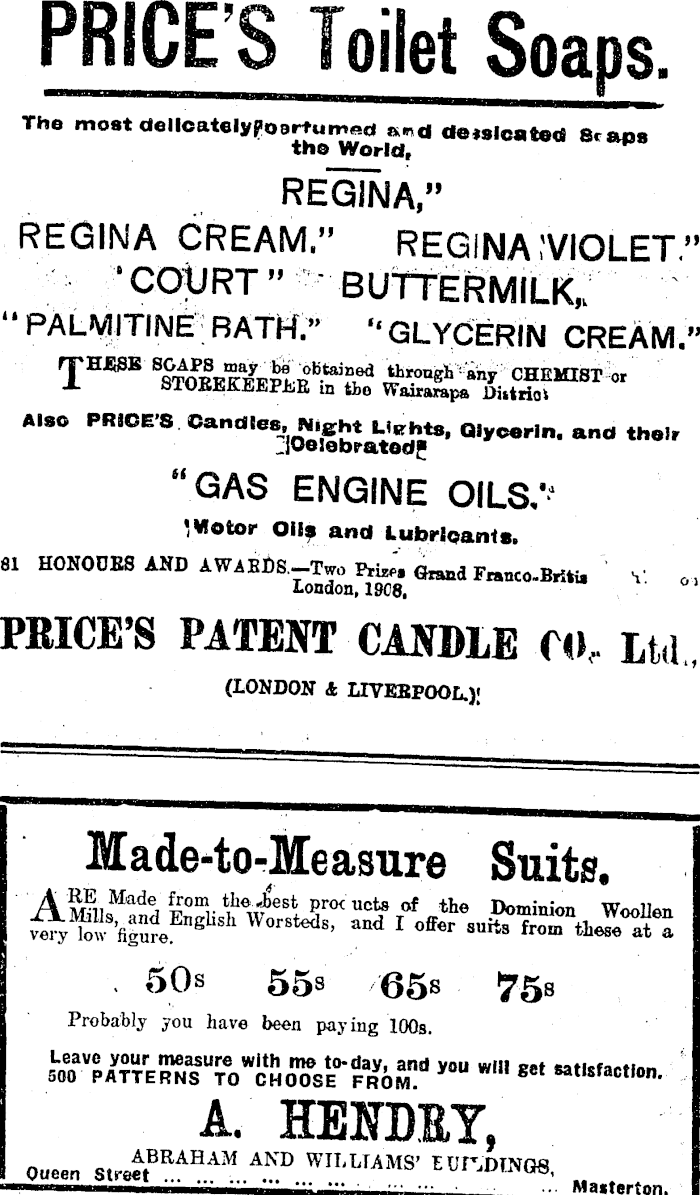 PRICE'S Toilet Soaps.
The most delicately perfumed and dessicated Soaps
the World,
REGINA,"
REGINA CREAM." REGINA VIOLET."
'COURT" BUTTERMILK,
"PALMITINE BATH." "GLYCERIN CREAM."
THESE SOAPS may be obtained through any CHEMIST or
STOREKEEPER in the Wairarapa District
Also PRICE'S Candles, Night Lights, Glycerin, and their
Celebrated
"GAS ENGINE OILS."
Motor Oils and Lubricants.
81 HONOURS AND AWARDS.—Two Prizes Grand Franco-Britis
London, 1908,
PRICE'S PATENT CANDLE CO. Ltd.,
(LONDON & LIVERPOOL.)
Made-to-Measure Suits.
ARE Made from the best products of the Dominion Woollen
Mills, and English Worsteds, and I offer suits from these at a
very low figure.
50s 55s 65s 75s
Probably you have been paying 100s.
Leave your measure with me to-day, and you will get satisfaction.
500 PATTERNS TO CHOOSE FROM.
A. HENDRY,
ABRAHAM AND WILLIAMS' BUILDINGS,
Queen Street ... ... ... ... ... ... ... ... ... Masterton.